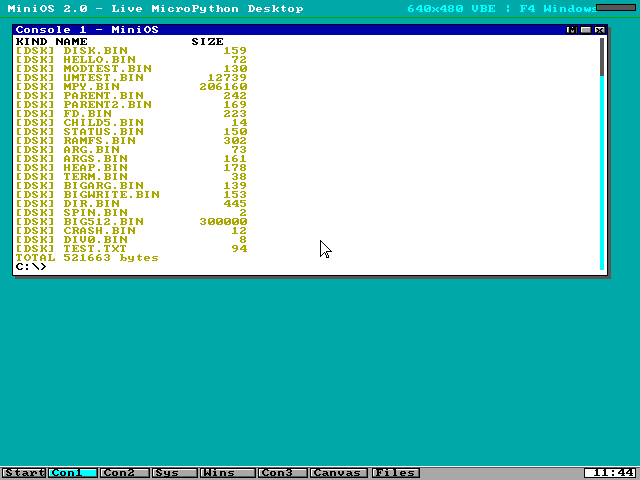 MiniOS 2.0 - Live MicroPython Desktop 640x480 VBE | F4 Windows
Console 1 - MiniOS M
KIND NAME SIZE
[DSK] DISK.BIN 159
[DSK] HELLO.BIN 72
[DSK] MODTEST.BIN 130
[DSK] UMTEST.BIN 12739
[DSK] MPY.BIN 206160
[DSK] PARENT.BIN 242
[DSK] PARENT2.BIN 169
[DSK] FD.BIN 223
[DSK] CHILD5.BIN 14
[DSK] STATUS.BIN 150
[DSK] RAMFS.BIN 302
[DSK] ARG.BIN 73
[DSK] ARGS.BIN 161
[DSK] HEAP.BIN 178
[DSK] TERM.BIN 38
[DSK] BIGARG.BIN 139
[DSK] BIGWRITE.BIN 153
[DSK] DIR.BIN 445
[DSK] SPIN.BIN 2
[DSK] BIG512.BIN 300000
[DSK] CRASH.BIN 12
[DSK] DIV0.BIN 8
[DSK] TEST.TXT 94
TOTAL 521663 bytes
C:\>
Start Con1 Con2 Sys Wins Con3 Canvas Files 11:44